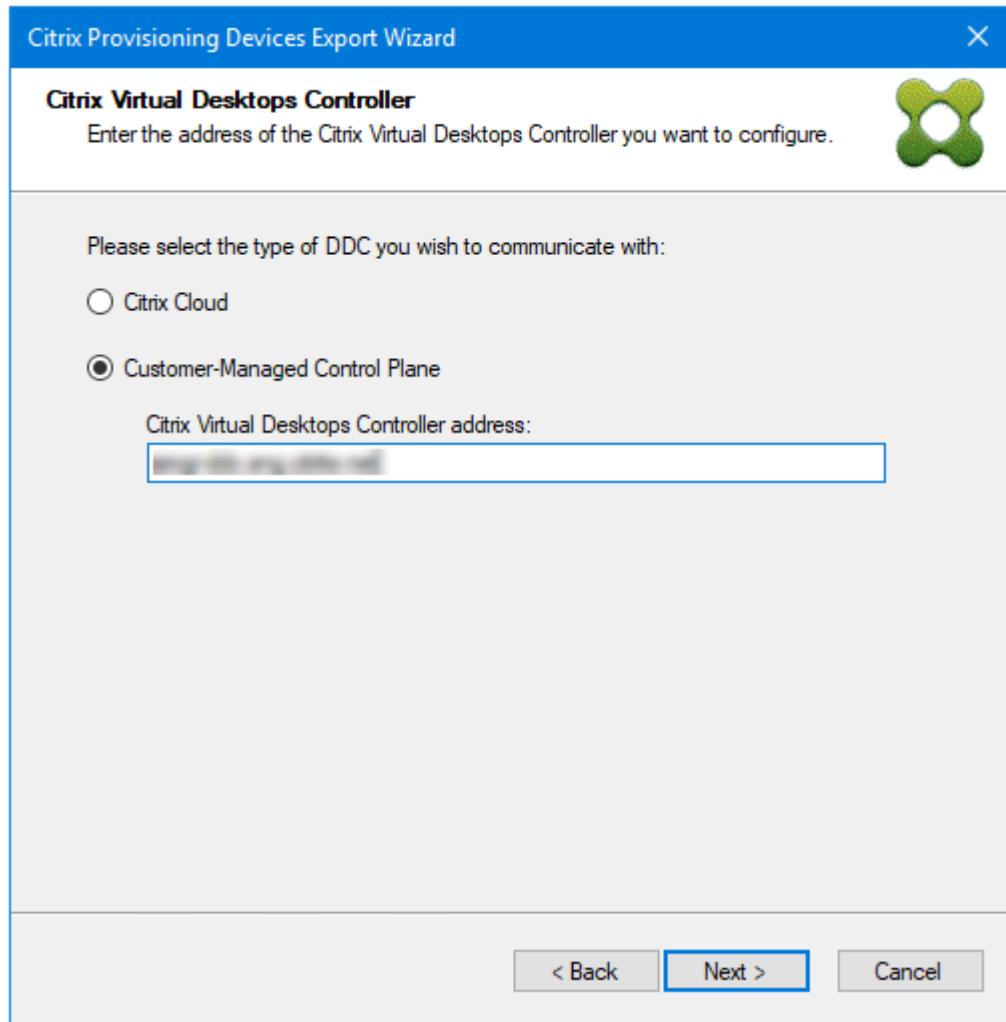 Citrix Provisioning Devices Export Wizard
Citrix Virtual Desktops Controller
Enter the address of the Citrix Virtual Desktops Controller you want to configure.
Please select the type of DDC you wish to communicate with:
Citrix Cloud
Customer-Managed Control Plane
Citrix Virtual Desktops Controller address:
< Back
Next >
Cancel